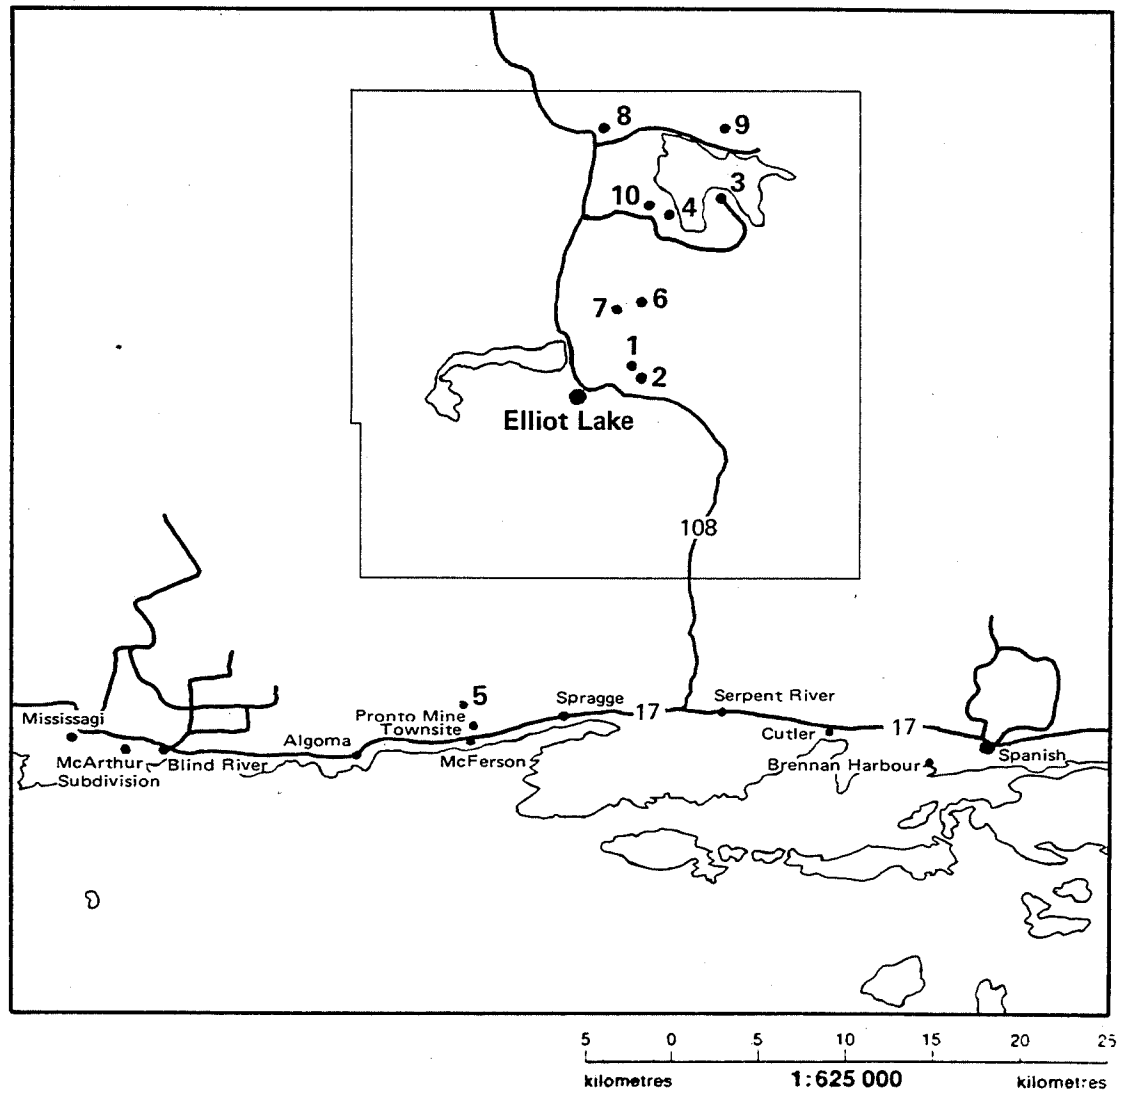 8
9
3
10
4
6
7
1
2
Elliot Lake
108
5
Spragge
Serpent River
Mississagi
Pronto Mine
Townsite
17
17
Algoma
Cutler
McArthur
Subdivision
Blind River
McFerson
Brennan Harbour
Spanish
5 0 5 10 15 20 25
kilometres 1:625 000 kilometres